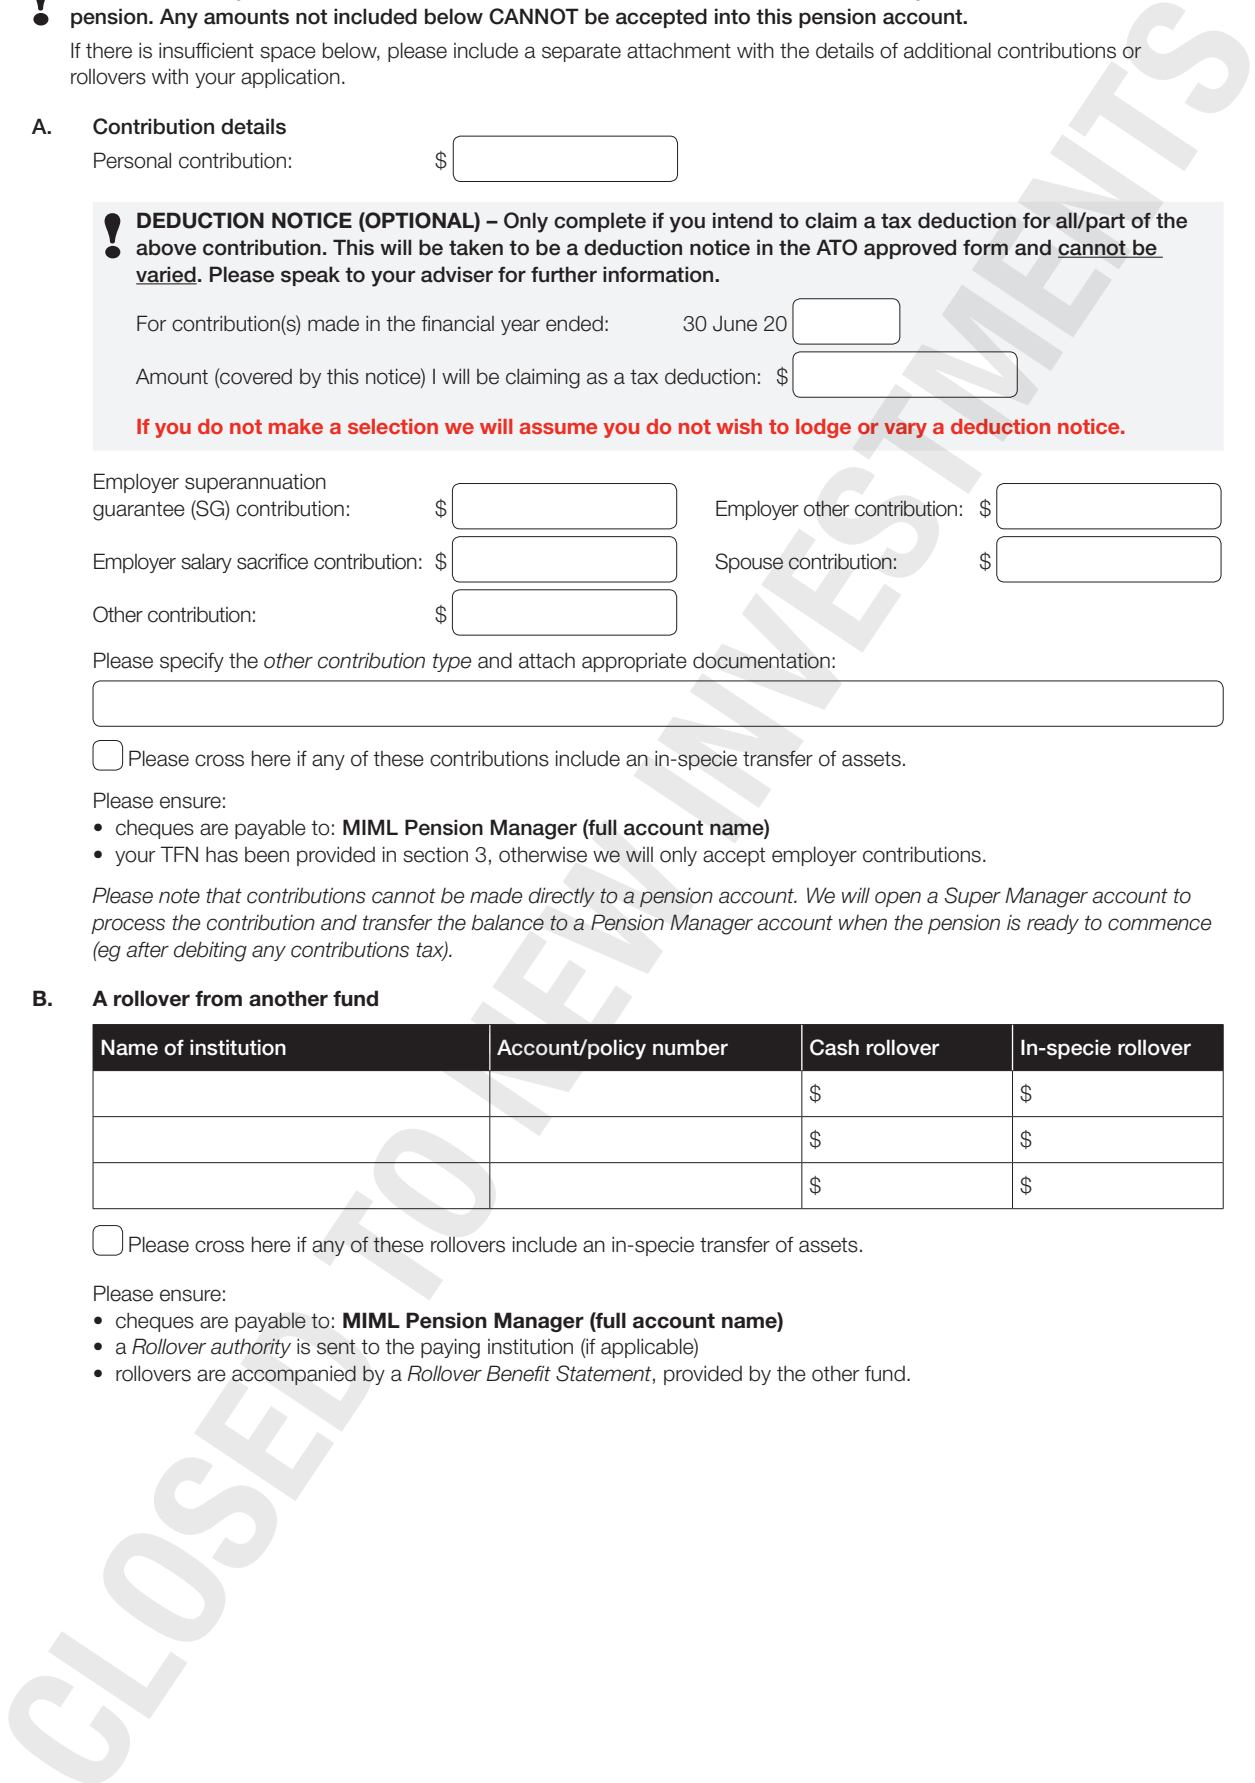 pension. Any amounts not included below CANNOT be accepted into this pension account.
If there is insufficient space below, please include a separate attachment with the details of additional contributions or
rollovers with your application.
A. Contribution details
Personal contribution: $
DEDUCTION NOTICE (OPTIONAL) – Only complete if you intend to claim a tax deduction for all/part of the
above contribution. This will be taken to be a deduction notice in the ATO approved form and cannot be
varied. Please speak to your adviser for further information.
For contribution(s) made in the financial year ended: 30 June 20
Amount (covered by this notice) I will be claiming as a tax deduction: $
If you do not make a selection we will assume you do not wish to lodge or vary a deduction notice.
Employer superannuation
guarantee (SG) contribution: $ Employer other contribution: $
Employer salary sacrifice contribution: $ Spouse contribution: $
Other contribution: $
Please specify the other contribution type and attach appropriate documentation:
Please cross here if any of these contributions include an in-specie transfer of assets.
Please ensure:
• cheques are payable to: MIML Pension Manager (full account name)
• your TFN has been provided in section 3, otherwise we will only accept employer contributions.
Please note that contributions cannot be made directly to a pension account. We will open a Super Manager account to
process the contribution and transfer the balance to a Pension Manager account when the pension is ready to commence
(eg after debiting any contributions tax).
B. A rollover from another fund
Name of institution Account/policy number Cash rollover In-specie rollover
$ $
$ $
$ $
Please cross here if any of these rollovers include an in-specie transfer of assets.
Please ensure:
• cheques are payable to: MIML Pension Manager (full account name)
• a Rollover authority is sent to the paying institution (if applicable)
• rollovers are accompanied by a Rollover Benefit Statement, provided by the other fund.
CLOSED TO NEW INVESTMENTS